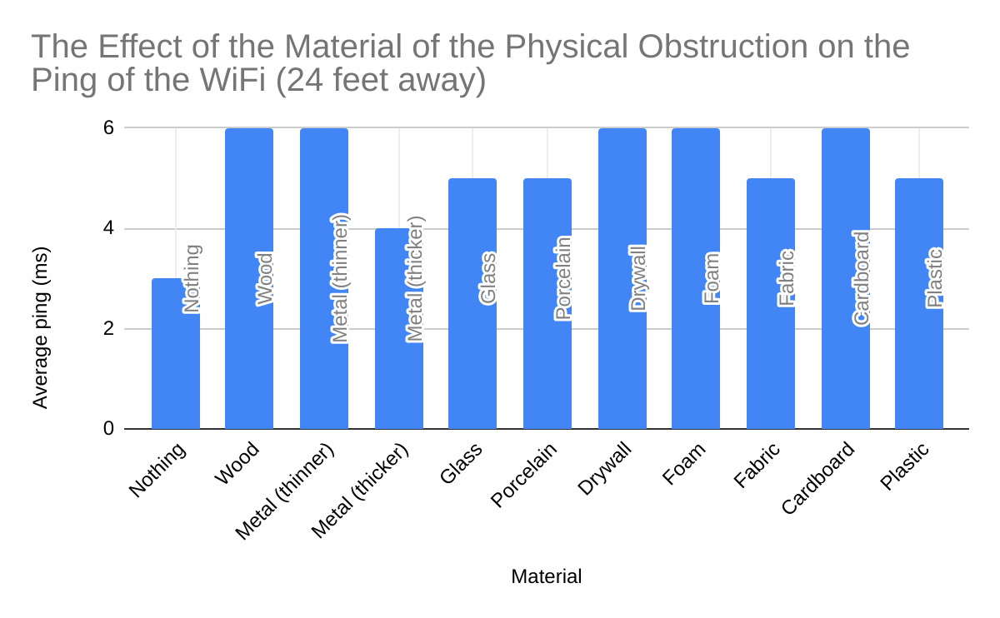 The Effect of the Material of the Physical Obstruction on the
Ping of the WiFi (24 feet away)
Average ping (ms)
6
4
2
0
Nothing
Wood
Metal (thinner)
Metal (thicker)
Glass
Porcelain
Drywall
Foam
Fabric
Cardboard
Plastic
Nothing
Wood
Metal (thinner)
Metal (thicker)
Glass
Porcelain
Drywall
Foam
Fabric
Cardboard
Plastic
Material